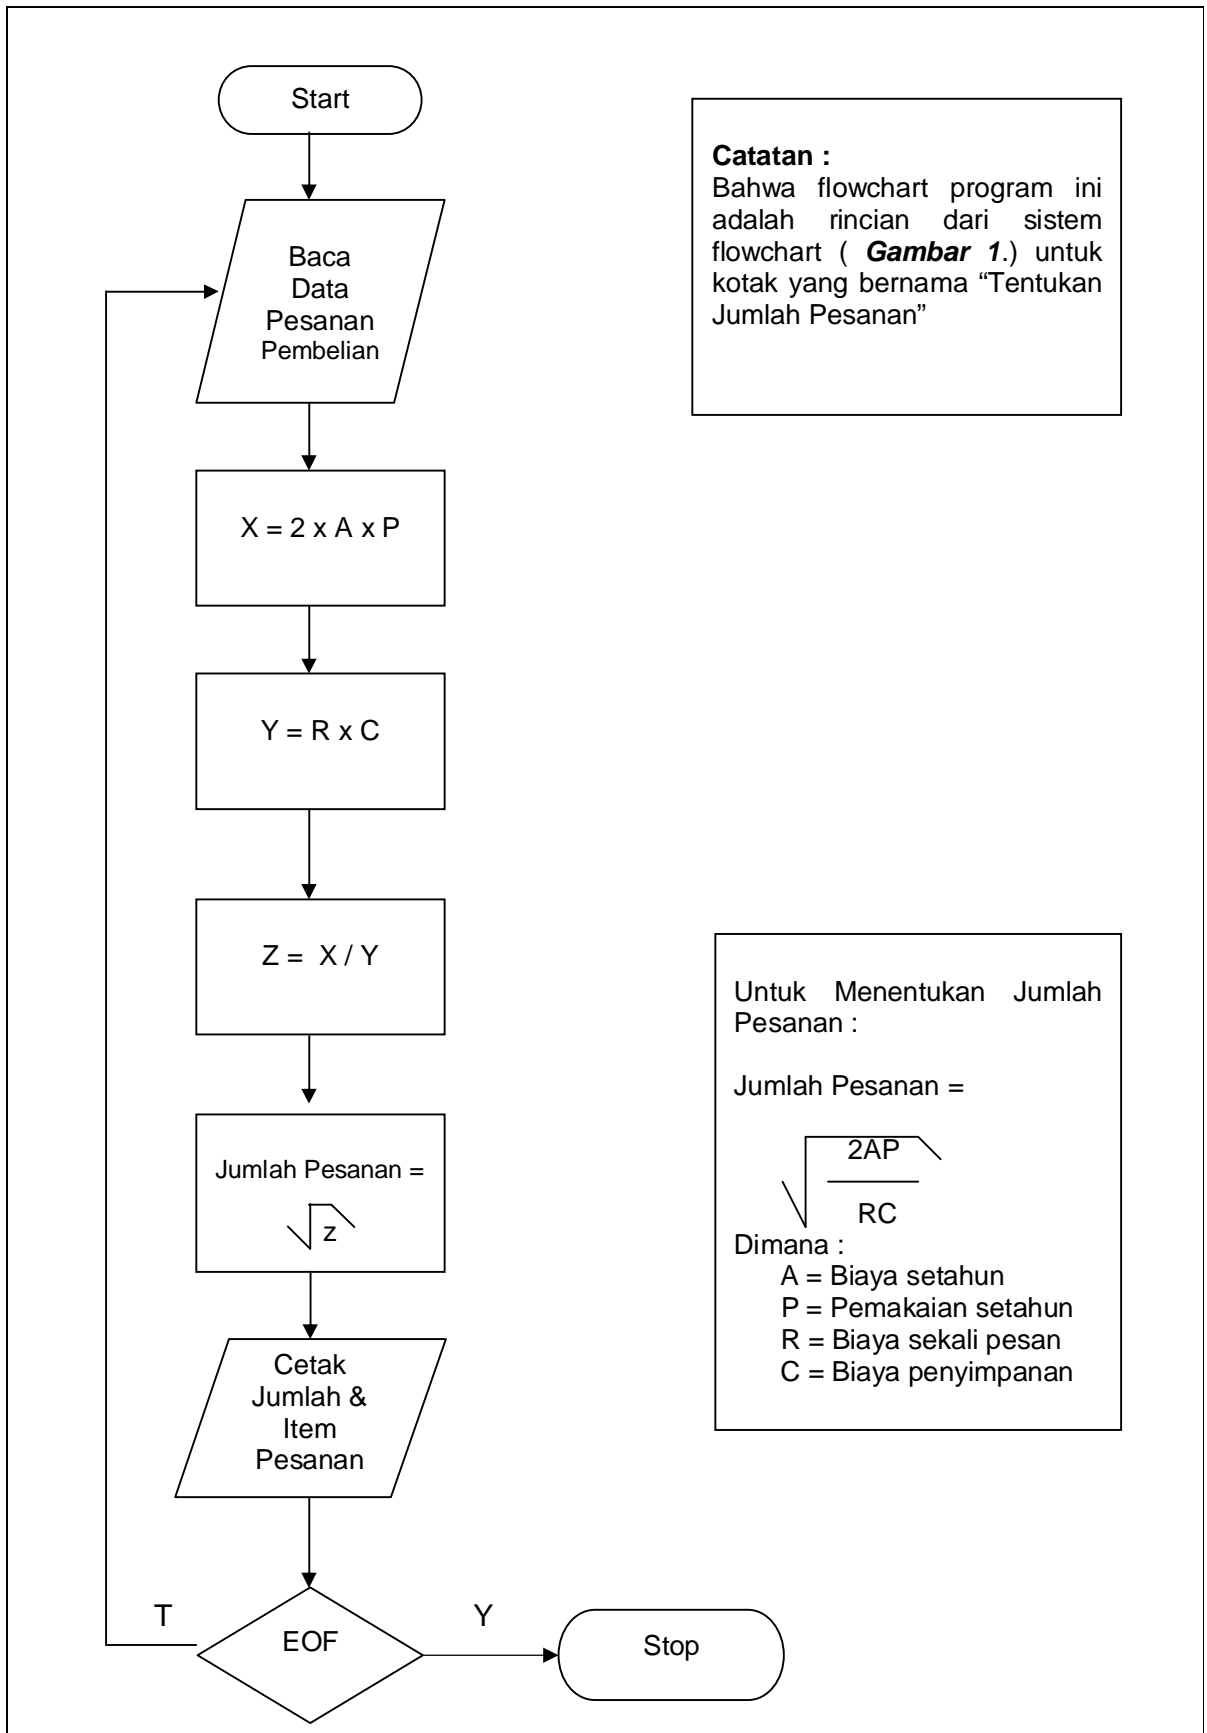 Start
Baca
Data
Pesanan
Pembelian
X = 2 x A x P
Y = R x C
Z = X / Y
Jumlah Pesanan =
√z
Cetak
Jumlah &
Item
Pesanan
EOF
T
Y
Stop
Catatan :
Bahwa flowchart program ini
adalah rincian dari sistem
flowchart ( Gambar 1.) untuk
kotak yang bernama “Tentukan
Jumlah Pesanan”
Untuk Menentukan Jumlah
Pesanan :
Jumlah Pesanan =
2AP
RC
Dimana :
A = Biaya setahun
P = Pemakaian setahun
R = Biaya sekali pesan
C = Biaya penyimpanan